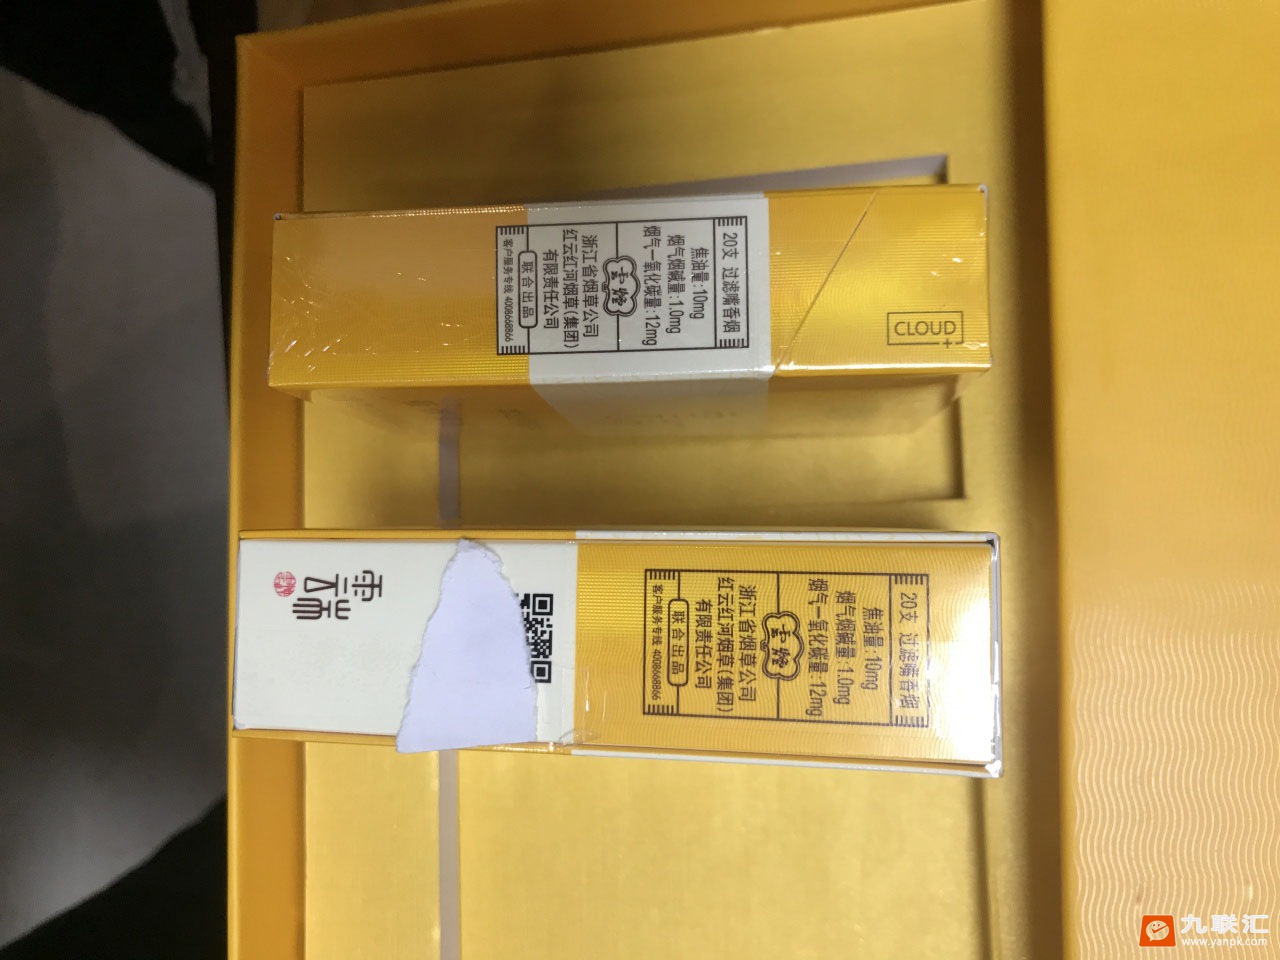 20支 过滤嘴香烟
焦油量:10mg
烟气烟碱量:1.0mg
烟气一氧化碳量:12mg
云烟
浙江省烟草公司
红云红河烟草(集团)
有限责任公司
联合出品
客户服务专线 4008668866
CLOUD
+
20支 过滤嘴香烟
焦油量:10mg
烟气烟碱量:1.0mg
烟气一氧化碳量:12mg
云烟
浙江省烟草公司
红云红河烟草(集团)
有限责任公司
联合出品
客户服务专线 4008668866
云端
九联汇
www.yanpk.com